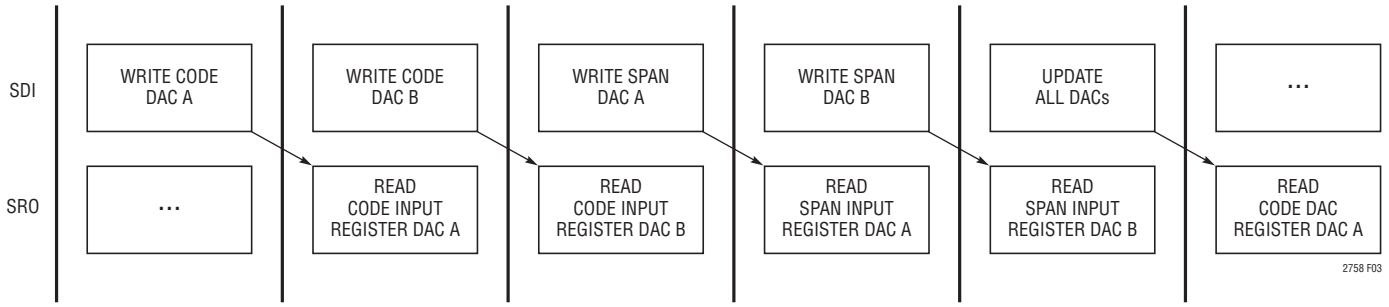 SDI
WRITE CODE
DAC A
WRITE CODE
DAC B
WRITE SPAN
DAC A
WRITE SPAN
DAC B
UPDATE
ALL DACs
...
SRO
...
READ
CODE INPUT
REGISTER DAC A
READ
CODE INPUT
REGISTER DAC B
READ
SPAN INPUT
REGISTER DAC A
READ
SPAN INPUT
REGISTER DAC B
READ
CODE DAC
REGISTER DAC A
2758 F03